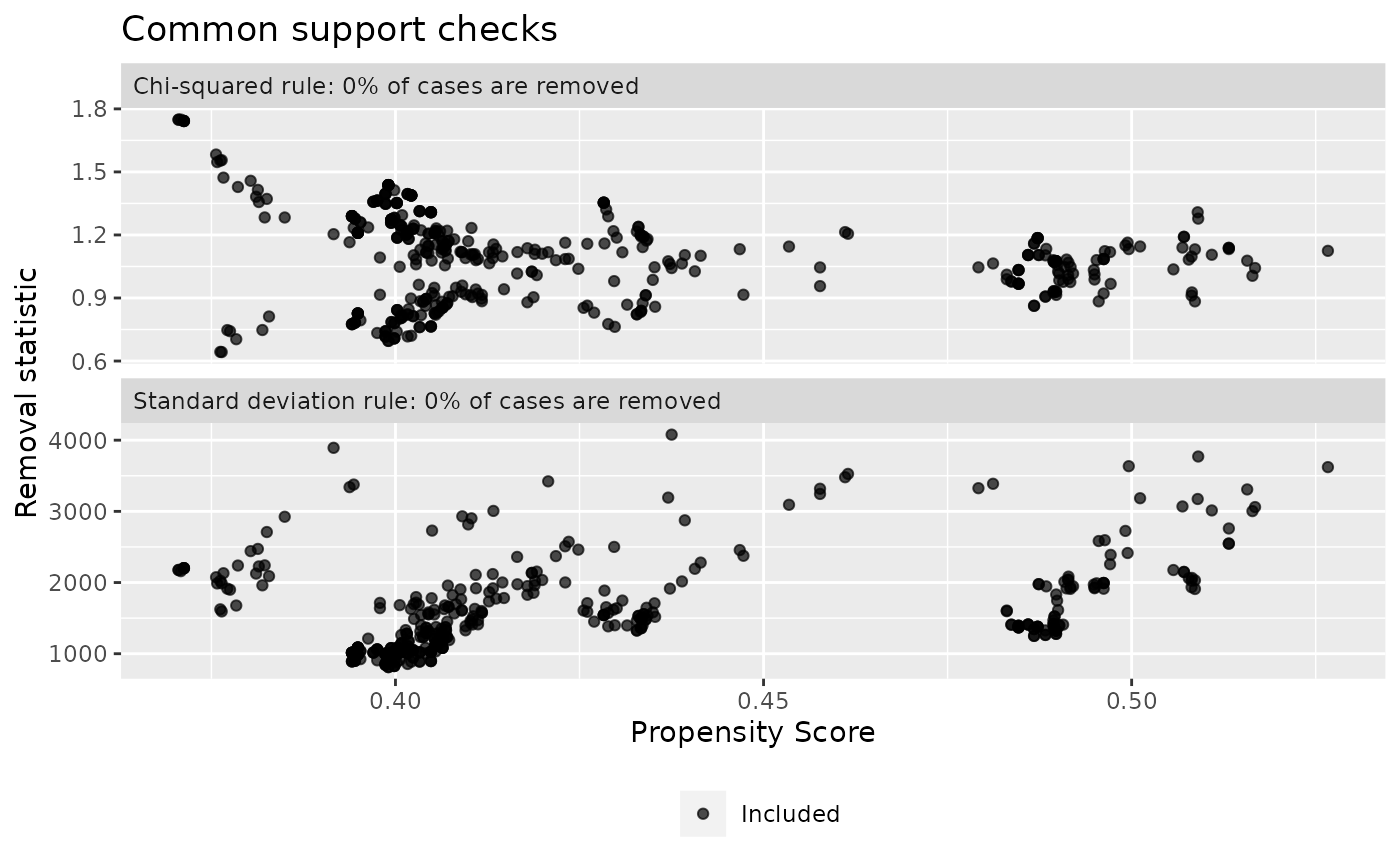 Common support checks
Chi-squared rule: 0% of cases are removed
1.8
1.5
1.2
0.9
0.6
Removal statistic
Standard deviation rule: 0% of cases are removed
4000
3000
2000
1000
0.40 0.45 0.50
Propensity Score
Included